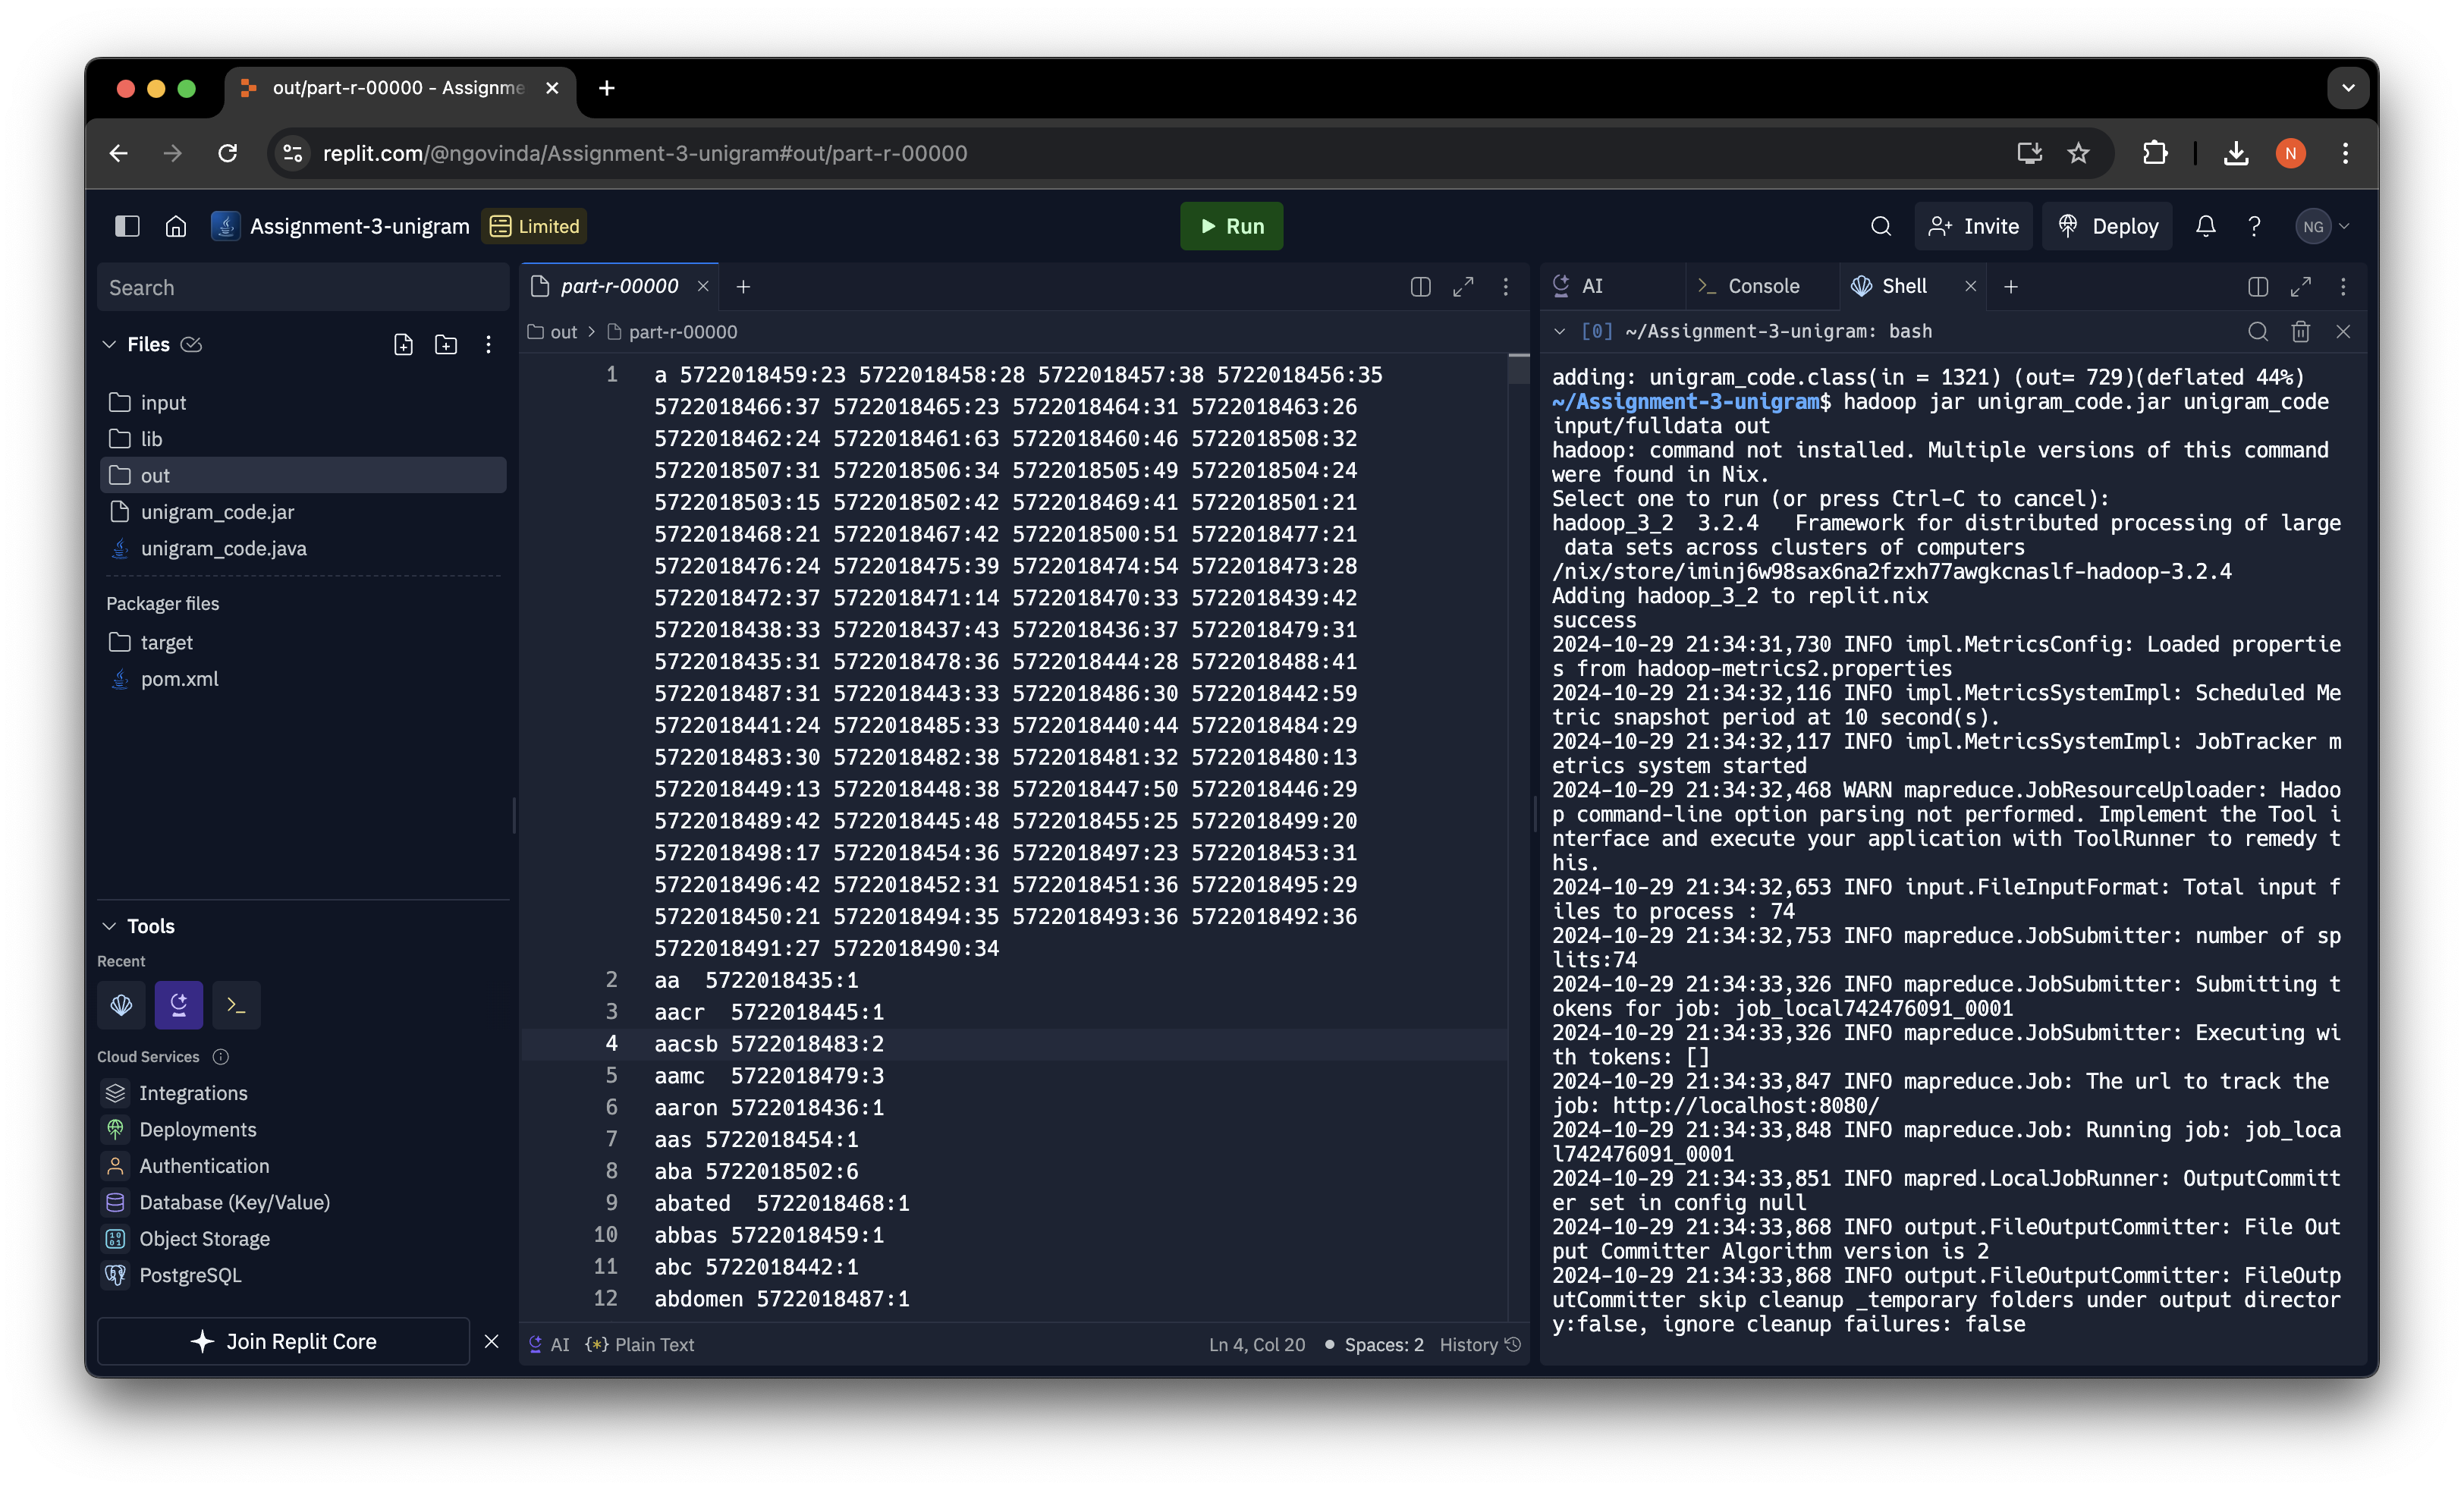 out/part-r-00000 - Assignme
replit.com/@ngovinda/Assignment-3-unigram#out/part-r-00000
N
Assignment-3-unigram
Limited
Run
Invite
Deploy
NG
Search
Files
input
lib
out
unigram_code.jar
unigram_code.java
Packager files
target
pom.xml
Tools
Recent
Cloud Services
Integrations
Deployments
Authentication
Database (Key/Value)
Object Storage
PostgreSQL
Join Replit Core
part-r-00000
out > part-r-00000
1 a 5722018459:23 5722018458:28 5722018457:38 5722018456:35
5722018466:37 5722018465:23 5722018464:31 5722018463:26
5722018462:24 5722018461:63 5722018460:46 5722018508:32
5722018507:31 5722018506:34 5722018505:49 5722018504:24
5722018503:15 5722018502:42 5722018469:41 5722018501:21
5722018468:21 5722018467:42 5722018500:51 5722018477:21
5722018476:24 5722018475:39 5722018474:54 5722018473:28
5722018472:37 5722018471:14 5722018470:33 5722018439:42
5722018438:33 5722018437:43 5722018436:37 5722018479:31
5722018435:31 5722018478:36 5722018444:28 5722018488:41
5722018487:31 5722018443:33 5722018486:30 5722018442:59
5722018441:24 5722018485:33 5722018440:44 5722018484:29
5722018483:30 5722018482:38 5722018481:32 5722018480:13
5722018449:13 5722018448:38 5722018447:50 5722018446:29
5722018489:42 5722018445:48 5722018455:25 5722018499:20
5722018498:17 5722018454:36 5722018497:23 5722018453:31
5722018496:42 5722018452:31 5722018451:36 5722018495:29
5722018450:21 5722018494:35 5722018493:36 5722018492:36
5722018491:27 5722018490:34
2 aa 5722018435:1
3 aacr 5722018445:1
4 aacsb 5722018483:2
5 aamc 5722018479:3
6 aaron 5722018436:1
7 aas 5722018454:1
8 aba 5722018502:6
9 abated 5722018468:1
10 abbas 5722018459:1
11 abc 5722018442:1
12 abdomen 5722018487:1
AI {*} Plain Text Ln 4, Col 20 Spaces: 2 History
AI
Console
Shell
[0] ~/Assignment-3-unigram: bash
adding: unigram_code.class(in = 1321) (out= 729)(deflated 44%)
~/Assignment-3-unigram$ hadoop jar unigram_code.jar unigram_code
input/fulldata out
hadoop: command not installed. Multiple versions of this command
were found in Nix.
Select one to run (or press Ctrl-C to cancel):
hadoop_3_2 3.2.4 Framework for distributed processing of large
data sets across clusters of computers
/nix/store/iminj6w98sax6na2fzxh77awgkcnaslf-hadoop-3.2.4
Adding hadoop_3_2 to replit.nix
success
2024-10-29 21:34:31,730 INFO impl.MetricsConfig: Loaded propertie
s from hadoop-metrics2.properties
2024-10-29 21:34:32,116 INFO impl.MetricsSystemImpl: Scheduled Me
tric snapshot period at 10 second(s).
2024-10-29 21:34:32,117 INFO impl.MetricsSystemImpl: JobTracker m
etrics system started
2024-10-29 21:34:32,468 WARN mapreduce.JobResourceUploader: Hadoo
p command-line option parsing not performed. Implement the Tool i
nterface and execute your application with ToolRunner to remedy t
his.
2024-10-29 21:34:32,653 INFO input.FileInputFormat: Total input f
iles to process : 74
2024-10-29 21:34:32,753 INFO mapreduce.JobSubmitter: number of sp
lits:74
2024-10-29 21:34:33,326 INFO mapreduce.JobSubmitter: Submitting t
okens for job: job_local742476091_0001
2024-10-29 21:34:33,326 INFO mapreduce.JobSubmitter: Executing wi
th tokens: []
2024-10-29 21:34:33,847 INFO mapreduce.Job: The url to track the
job: http://localhost:8080/
2024-10-29 21:34:33,848 INFO mapreduce.Job: Running job: job_loca
l742476091_0001
2024-10-29 21:34:33,851 INFO mapred.LocalJobRunner: OutputCommitt
er set in config null
2024-10-29 21:34:33,868 INFO output.FileOutputCommitter: File Out
put Committer Algorithm version is 2
2024-10-29 21:34:33,868 INFO output.FileOutputCommitter: FileOutp
utCommitter skip cleanup _temporary folders under output director
y:false, ignore cleanup failures: false